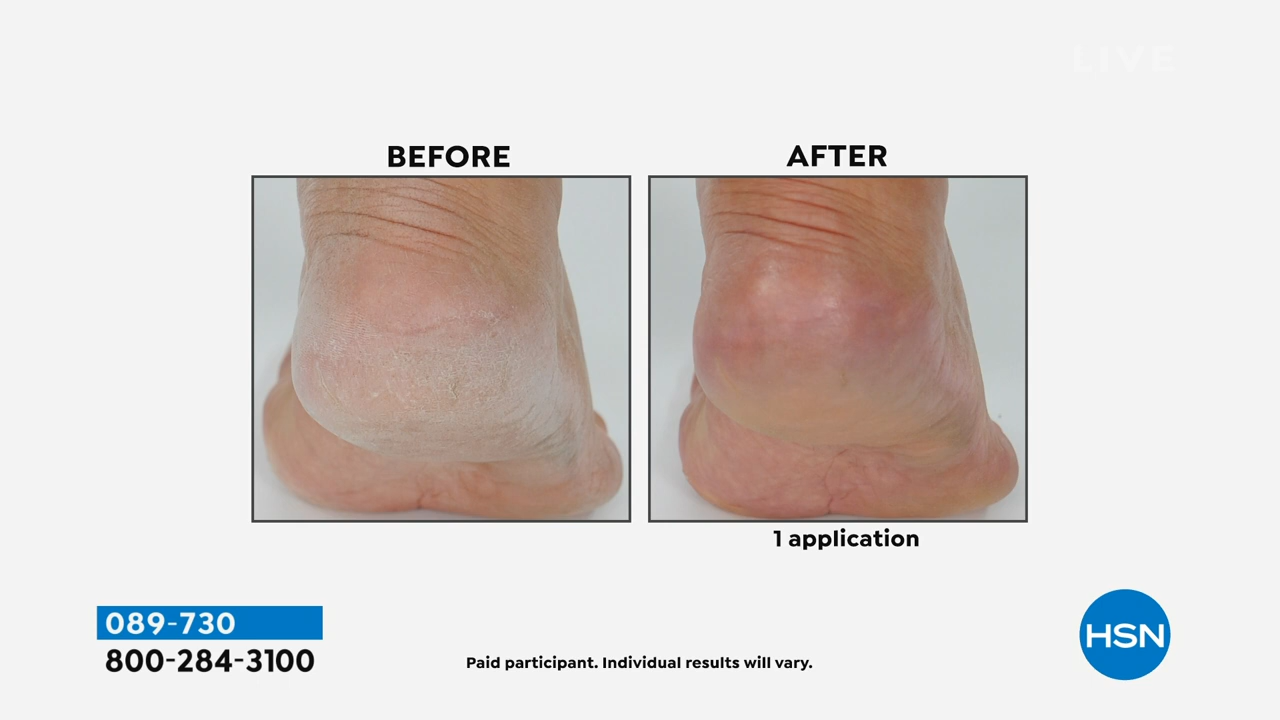 LIVE
BEFORE
AFTER
1 application
089-730
800-284-3100
Paid participant. Individual results will vary.
HSN